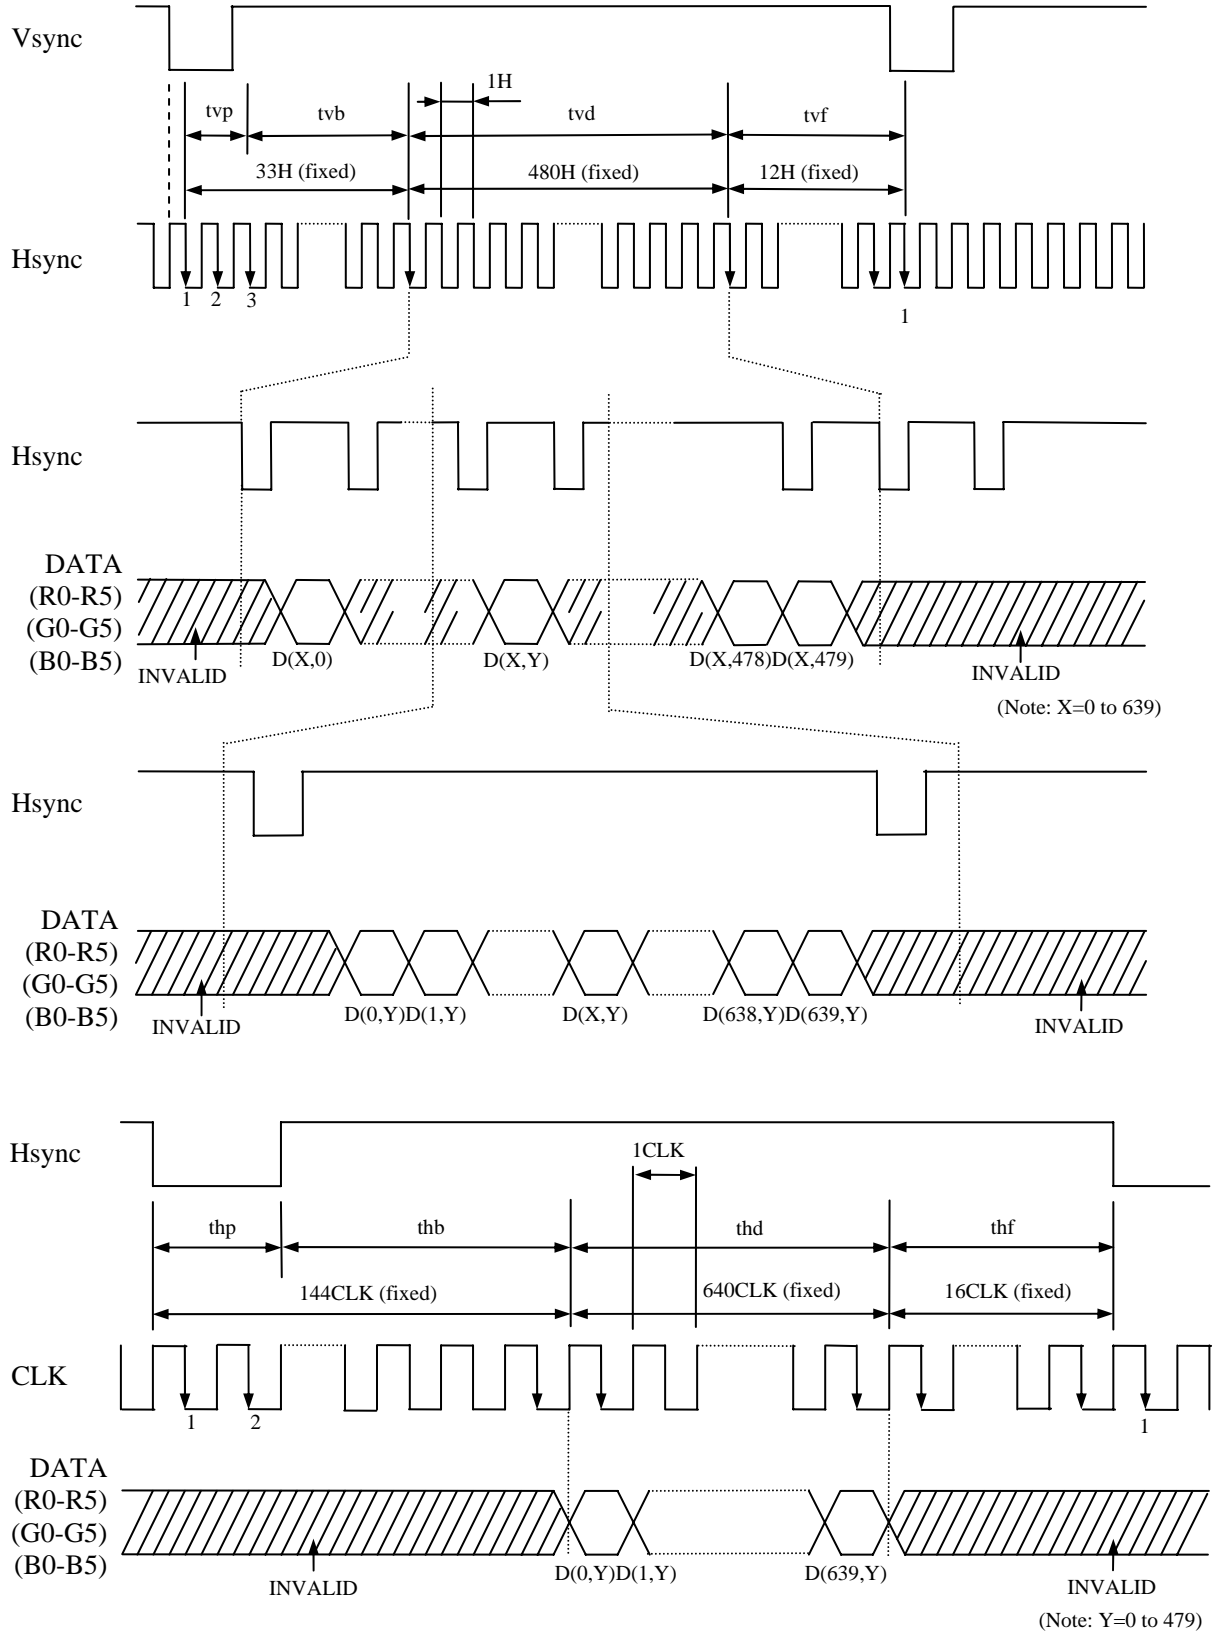 Vsync
1H
tvp
tvb
tvd
tvf
33H (fixed)
480H (fixed)
12H (fixed)
Hsync
1
2
3
1
Hsync
DATA
(R0-R5)
(G0-G5)
(B0-B5)
INVALID
D(X,0)
D(X,Y)
D(X,478)D(X,479)
INVALID
(Note: X=0 to 639)
Hsync
DATA
(R0-R5)
(G0-G5)
(B0-B5)
INVALID
D(0,Y)D(1,Y)
D(X,Y)
D(638,Y)D(639,Y)
INVALID
Hsync
1CLK
thp
thb
thd
thf
144CLK (fixed)
640CLK (fixed)
16CLK (fixed)
CLK
1
2
1
DATA
(R0-R5)
(G0-G5)
(B0-B5)
INVALID
D(0,Y)D(1,Y)
D(639,Y)
INVALID
(Note: Y=0 to 479)